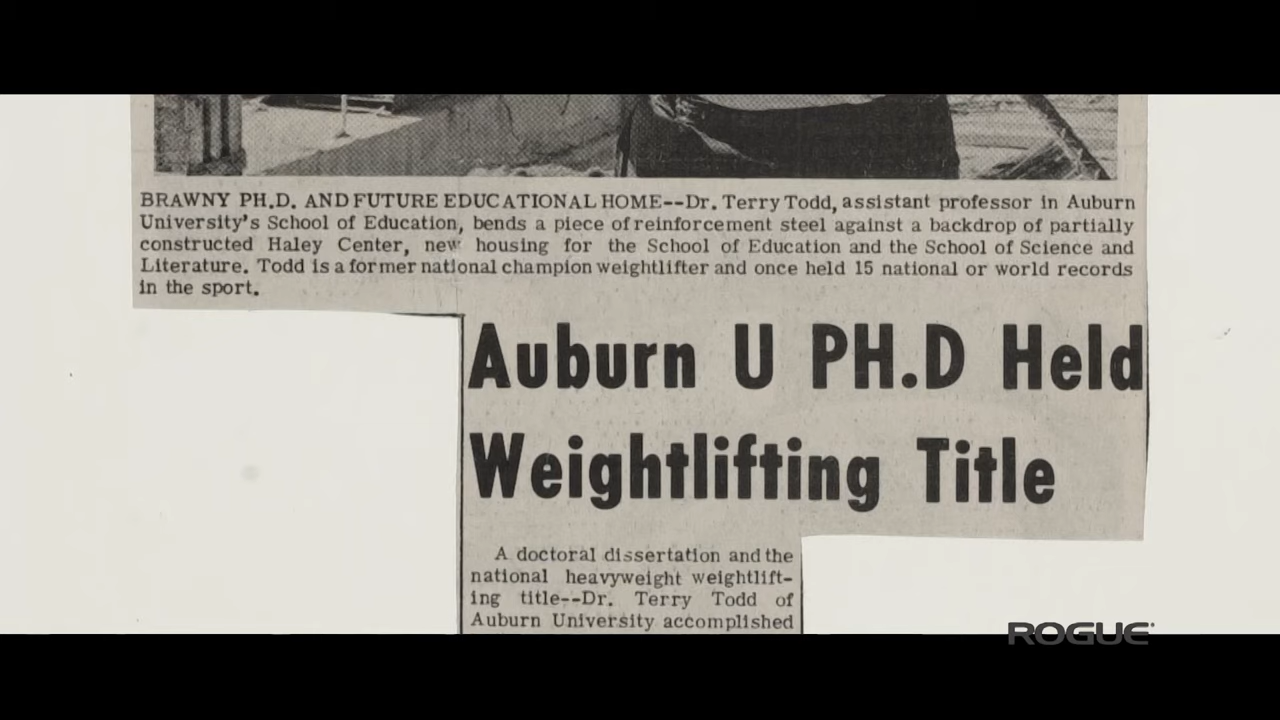 BRAWNY PH.D. AND FUTURE EDUCATIONAL HOME--Dr. Terry Todd, assistant professor in Auburn
University's School of Education, bends a piece of reinforcement steel against a backdrop of partially
constructed Haley Center, new housing for the School of Education and the School of Science and
Literature. Todd is a former national champion weightlifter and once held 15 national or world records
in the sport.
Auburn U PH.D Held
Weightlifting Title
A doctoral dissertation and the
national heavyweight weightlift-
ing title--Dr. Terry Todd of
Auburn University accomplished
ROGUE